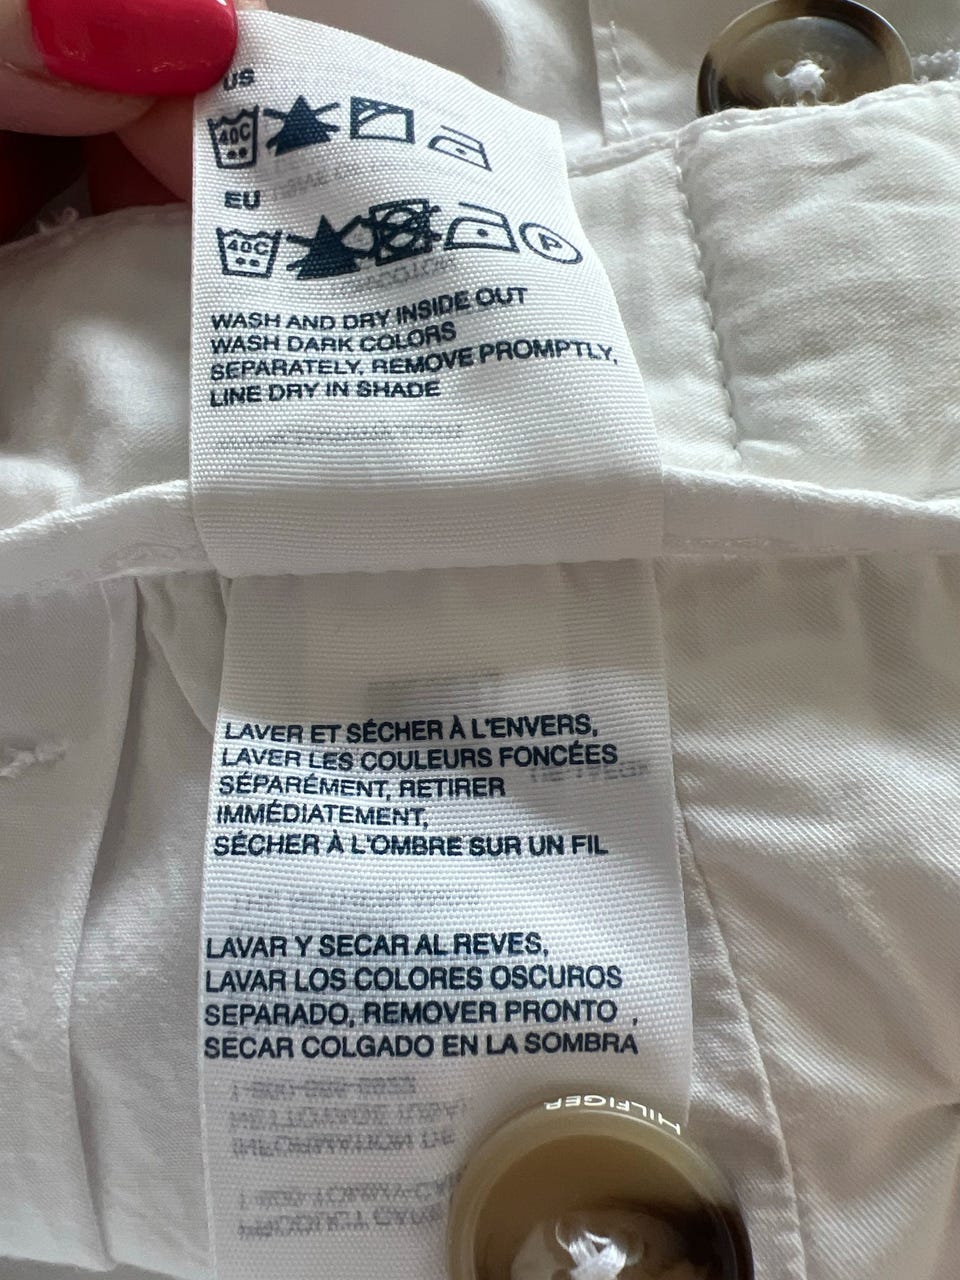 US
40C
EU
40C P
WASH AND DRY INSIDE OUT
WASH DARK COLORS
SEPARATELY, REMOVE PROMPTLY,
LINE DRY IN SHADE
LAVER ET SÉCHER À L'ENVERS,
LAVER LES COULEURS FONCÉES
SÉPARÉMENT, RETIRER
IMMÉDIATEMENT,
SÉCHER À L'OMBRE SUR UN FIL
LAVAR Y SECAR AL REVES,
LAVAR LOS COLORES OSCUROS
SEPARADO, REMOVER PRONTO ,
SECAR COLGADO EN LA SOMBRA
HILFIGER